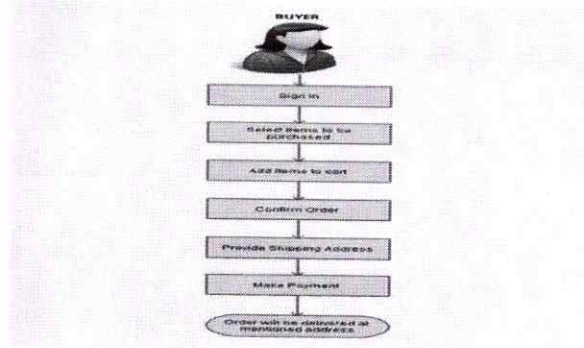 BUYER
Sign In
Select Items to be
purchased
Add Items to cart
Confirm Order
Provide Shipping Address
Make Payment
Order will be delivered at
mentioned address